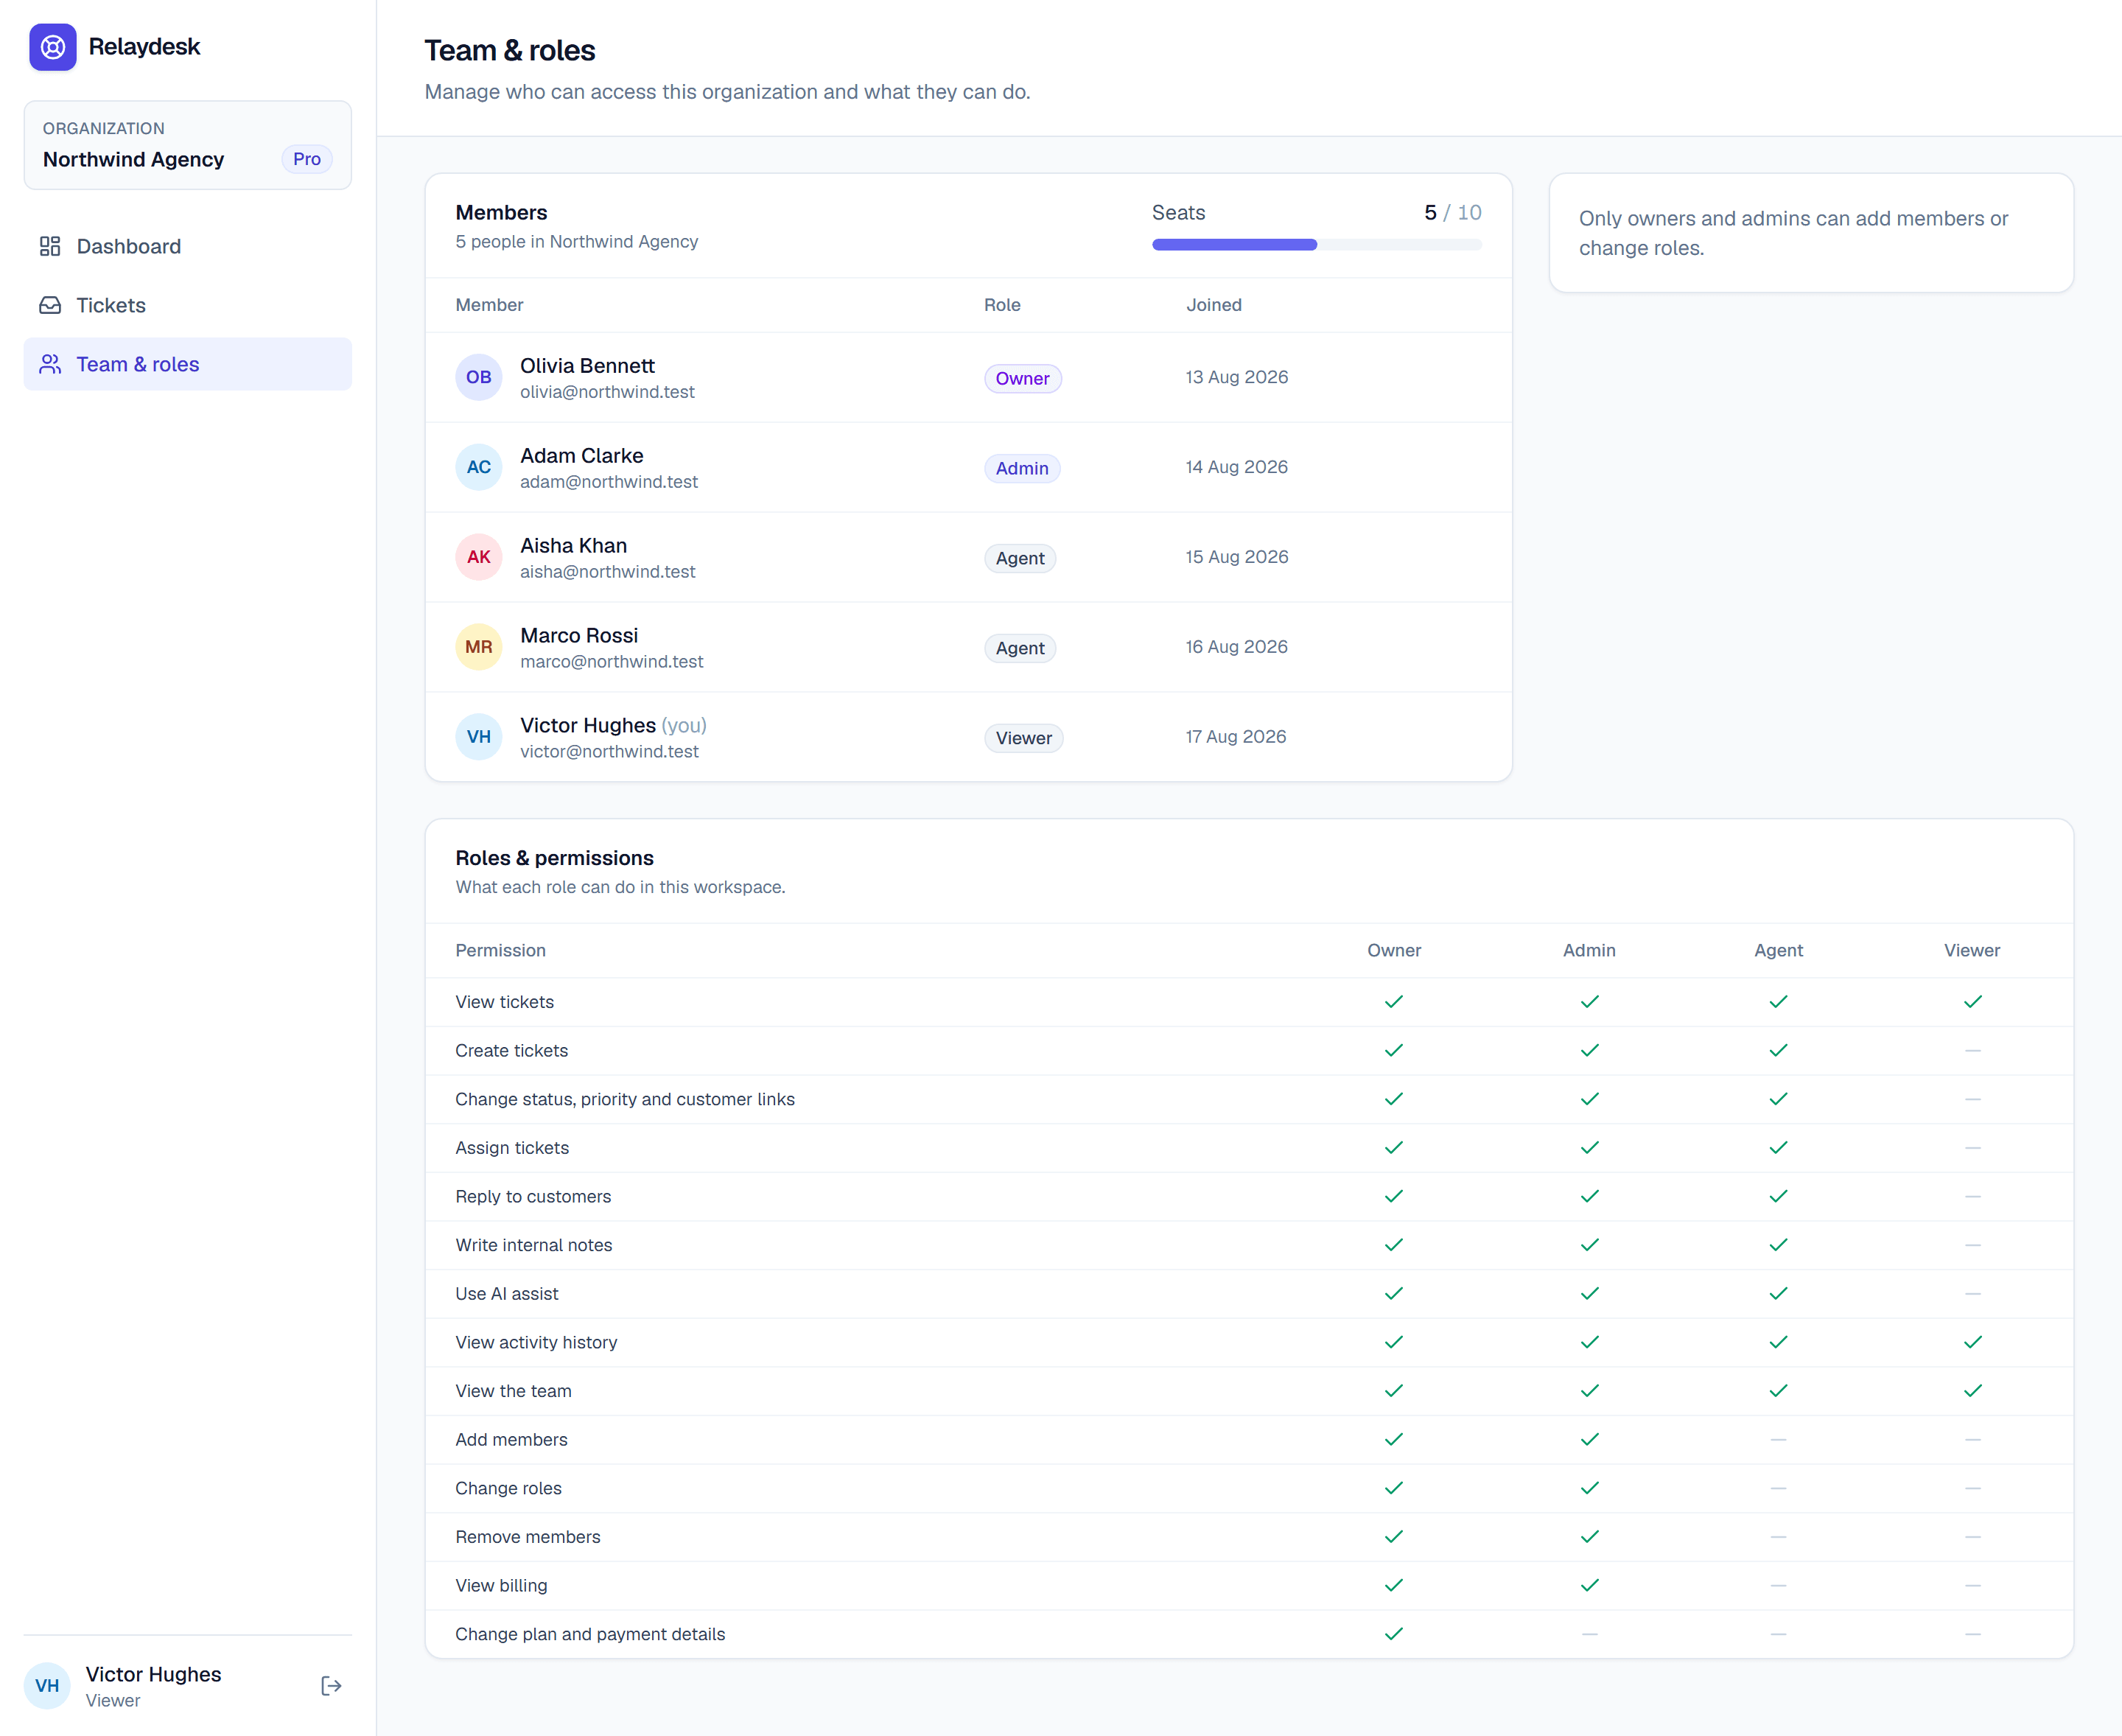 Relaydesk
ORGANIZATION
Northwind Agency
Pro
Dashboard
Tickets
Team & roles
VH
Victor Hughes
Viewer
Team & roles
Manage who can access this organization and what they can do.
Members
5 people in Northwind Agency
Seats
5 / 10
Member Role Joined
OB
Olivia Bennett
olivia@northwind.test
Owner
13 Aug 2026
AC
Adam Clarke
adam@northwind.test
Admin
14 Aug 2026
AK
Aisha Khan
aisha@northwind.test
Agent
15 Aug 2026
MR
Marco Rossi
marco@northwind.test
Agent
16 Aug 2026
VH
Victor Hughes (you)
victor@northwind.test
Viewer
17 Aug 2026
Only owners and admins can add members or
change roles.
Roles & permissions
What each role can do in this workspace.
Permission Owner Admin Agent Viewer
View tickets ✓ ✓ ✓ ✓
Create tickets ✓ ✓ ✓ —
Change status, priority and customer links ✓ ✓ ✓ —
Assign tickets ✓ ✓ ✓ —
Reply to customers ✓ ✓ ✓ —
Write internal notes ✓ ✓ ✓ —
Use AI assist ✓ ✓ ✓ —
View activity history ✓ ✓ ✓ ✓
View the team ✓ ✓ ✓ ✓
Add members ✓ ✓ — —
Change roles ✓ ✓ — —
Remove members ✓ ✓ — —
View billing ✓ ✓ — —
Change plan and payment details ✓ — — —